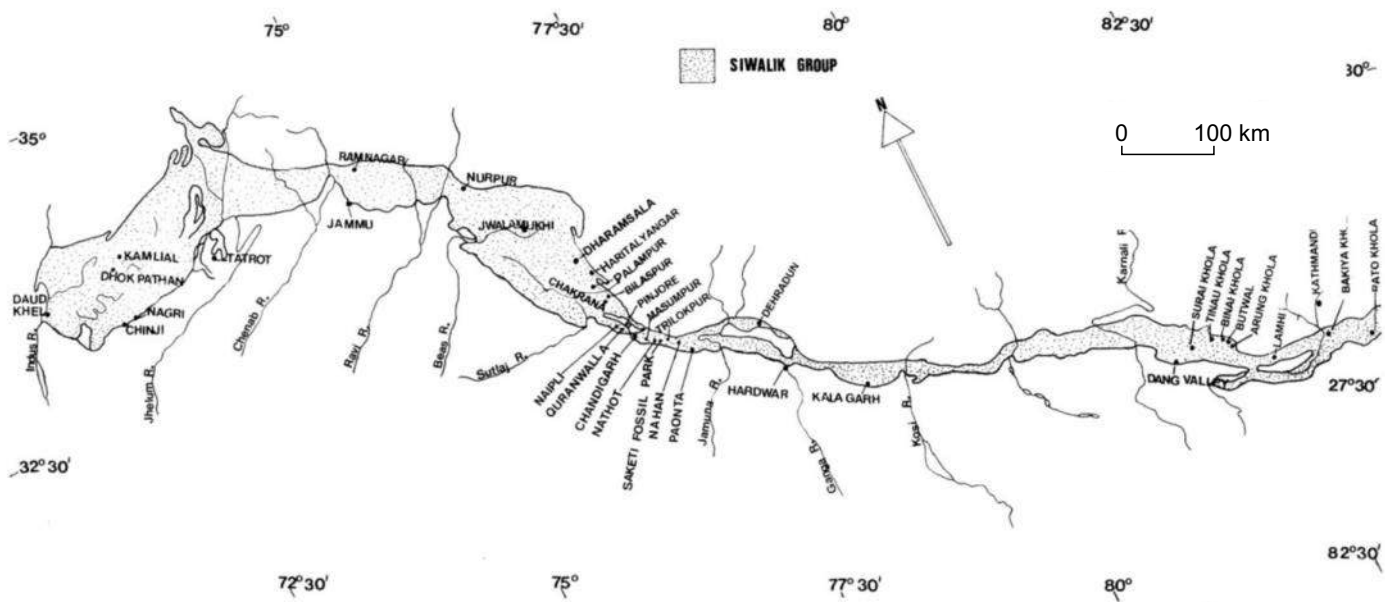 75°
77°30'
80°
82°30'
SIWALIK GROUP
30°
N
0 100 km
35°
RAMNAGAR
NURPUR
JAMMU
JWALAMUKHI
DHARAMSALA
HARITALYANGAR
PALAMPUR
BILASPUR
PINJORE
MASUMPUR
TRILOKPUR
DEHRADUN
CHAKRANA
KAMLIAL
TATROT
DHOK PATHAN
DAUD
KHEL
NAGRI
CHINJI
Indus R.
Jhelum R.
Chenab R.
Ravi R.
Beas R.
Sutlaj R.
NAIPLI
QURANWALLA
CHANDIGARH
NATHOT
SAKETI FOSSIL PARK
NAHAN
PAONTA
Jamuna R.
HARDWAR
Ganga R.
KALA GARH
Kosi R.
Karnali
SURAI KHOLA
TINAU KHOLA
BINAI KHOLA
BUTWAL
ARUNG KHOLA
LAMHI
KATHMAND
BAKIYA KH.
RATO KHOLA
DANG VALLEY
27°30'
32°30'
72°30'
75°
77°30'
80°
82°30'